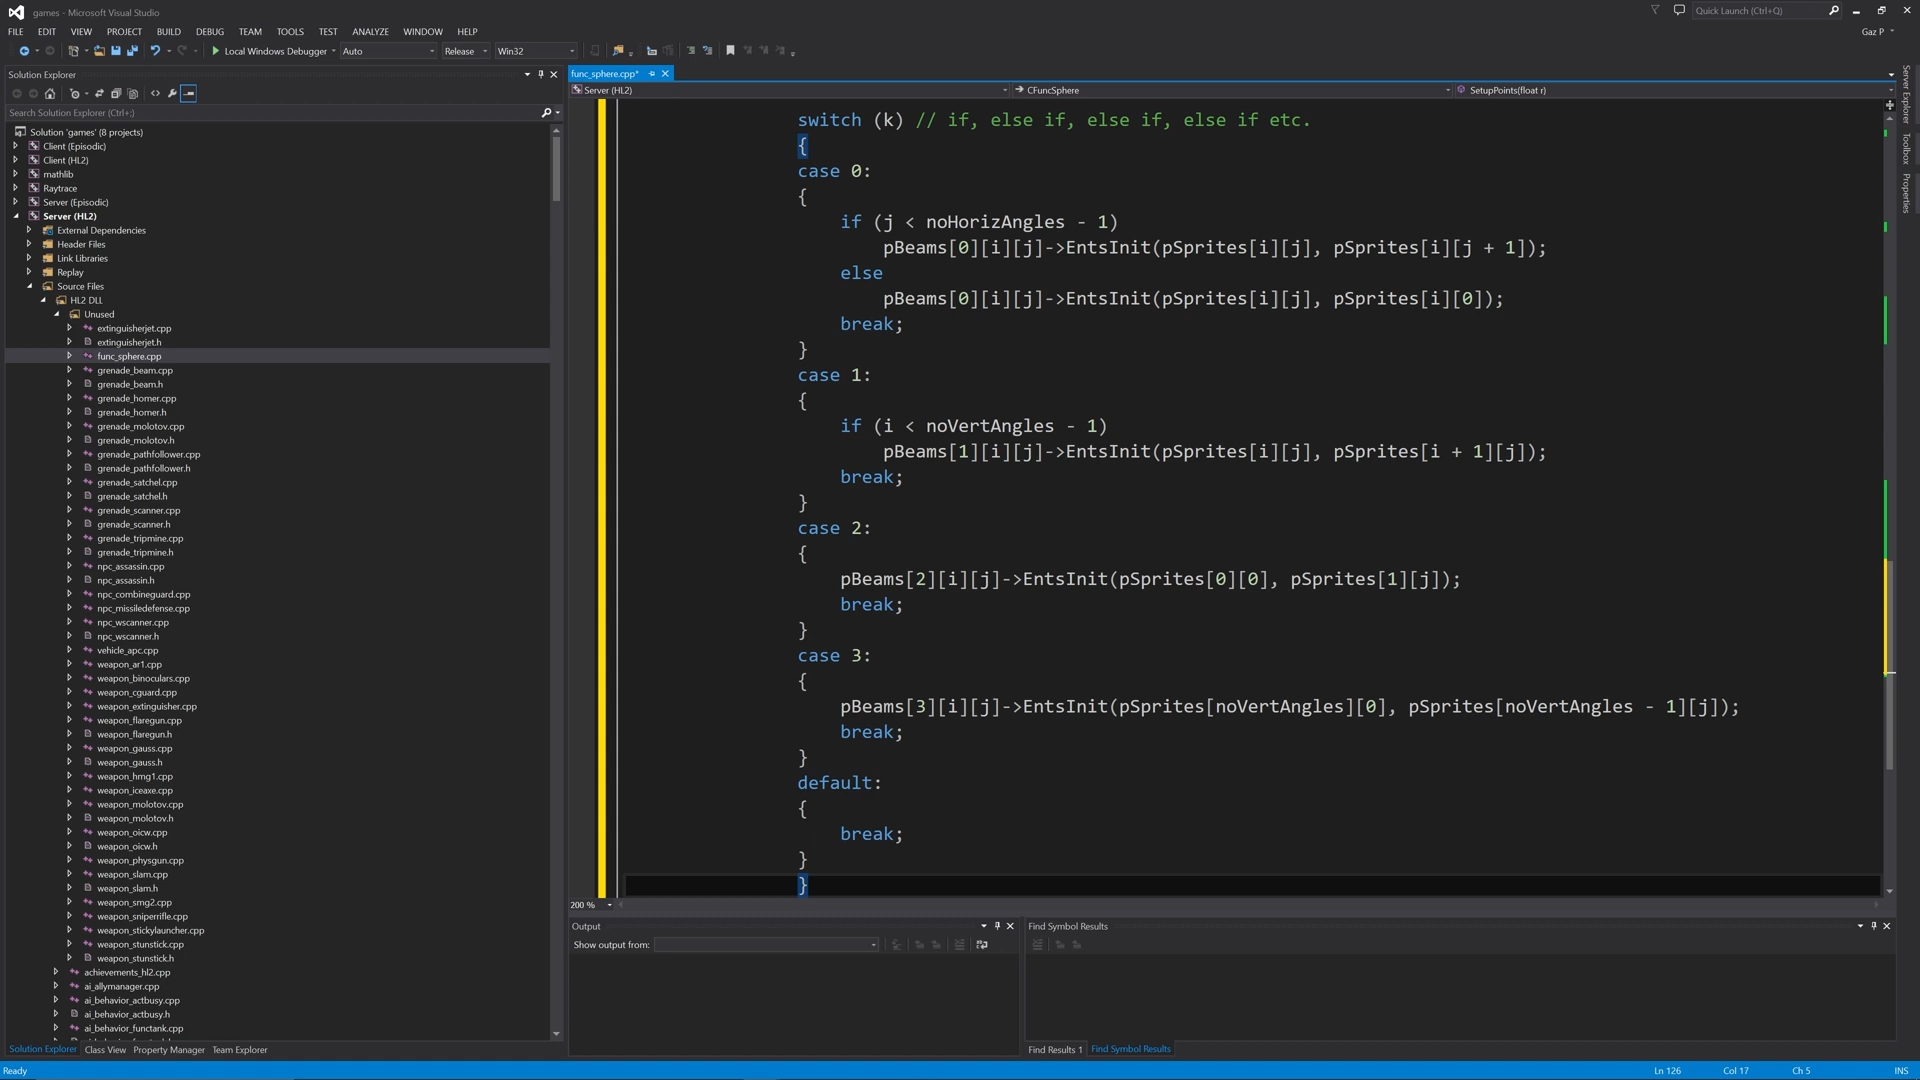 games - Microsoft Visual Studio
Quick Launch (Ctrl+Q)
FILE EDIT VIEW PROJECT BUILD DEBUG TEAM TOOLS TEST ANALYZE WINDOW HELP
Gaz P
Local Windows Debugger Auto Release Win32
Solution Explorer
Search Solution Explorer (Ctrl+;)
Solution 'games' (8 projects)
Client (Episodic)
Client (HL2)
mathlib
Raytrace
Server (Episodic)
Server (HL2)
External Dependencies
Header Files
Link Libraries
Replay
Source Files
HL2 DLL
Unused
extinguisherjet.cpp
extinguisherjet.h
func_sphere.cpp
grenade_beam.cpp
grenade_beam.h
grenade_homer.cpp
grenade_homer.h
grenade_molotov.cpp
grenade_molotov.h
grenade_pathfollower.cpp
grenade_pathfollower.h
grenade_satchel.cpp
grenade_satchel.h
grenade_scanner.cpp
grenade_scanner.h
grenade_tripmine.cpp
grenade_tripmine.h
npc_assassin.cpp
npc_assassin.h
npc_combineguard.cpp
npc_missiledefense.cpp
npc_wscanner.cpp
npc_wscanner.h
vehicle_apc.cpp
weapon_ar1.cpp
weapon_binoculars.cpp
weapon_cguard.cpp
weapon_extinguisher.cpp
weapon_flaregun.cpp
weapon_flaregun.h
weapon_gauss.cpp
weapon_gauss.h
weapon_hmg1.cpp
weapon_iceaxe.cpp
weapon_molotov.cpp
weapon_molotov.h
weapon_oicw.cpp
weapon_oicw.h
weapon_physgun.cpp
weapon_slam.cpp
weapon_slam.h
weapon_smg2.cpp
weapon_sniperrifle.cpp
weapon_stickylauncher.cpp
weapon_stunstick.cpp
weapon_stunstick.h
achievements_hl2.cpp
ai_allymanager.cpp
ai_behavior_actbusy.cpp
ai_behavior_actbusy.h
ai_behavior_functank.cpp
Solution Explorer Class View Property Manager Team Explorer
func_sphere.cpp*
Server (HL2) CFuncSphere SetupPoints(float r)
switch (k) // if, else if, else if, else if etc.
{
case 0:
{
if (j < noHorizAngles - 1)
pBeams[0][i][j]->EntsInit(pSprites[i][j], pSprites[i][j + 1]);
else
pBeams[0][i][j]->EntsInit(pSprites[i][j], pSprites[i][0]);
break;
}
case 1:
{
if (i < noVertAngles - 1)
pBeams[1][i][j]->EntsInit(pSprites[i][j], pSprites[i + 1][j]);
break;
}
case 2:
{
pBeams[2][i][j]->EntsInit(pSprites[0][0], pSprites[1][j]);
break;
}
case 3:
{
pBeams[3][i][j]->EntsInit(pSprites[noVertAngles][0], pSprites[noVertAngles - 1][j]);
break;
}
default:
{
break;
}
}
200 %
Output
Show output from:
Find Symbol Results
Find Results 1 Find Symbol Results
Server Explorer
Toolbox
Properties
Ready
Ln 126 Col 17 Ch 5 INS